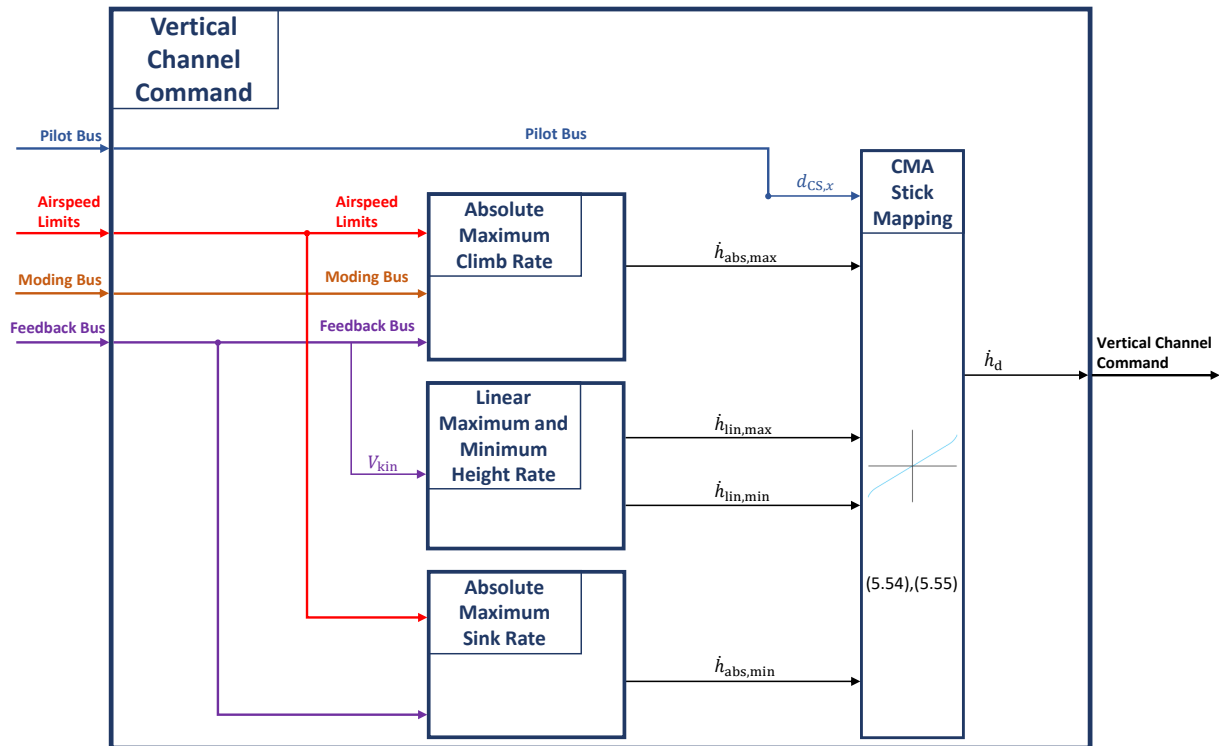 Vertical
Channel
Command
Pilot Bus
Pilot Bus
d_CS,x
CMA
Stick
Mapping
Airspeed
Limits
Airspeed
Limits
Absolute
Maximum
Climb Rate
ḣ_abs,max
Moding Bus
Moding Bus
Feedback Bus
Feedback Bus
Vertical Channel
Command
ḣ_d
Linear
Maximum and
Minimum
Height Rate
V_kin
ḣ_lin,max
ḣ_lin,min
(5.54),(5.55)
Absolute
Maximum
Sink Rate
ḣ_abs,min